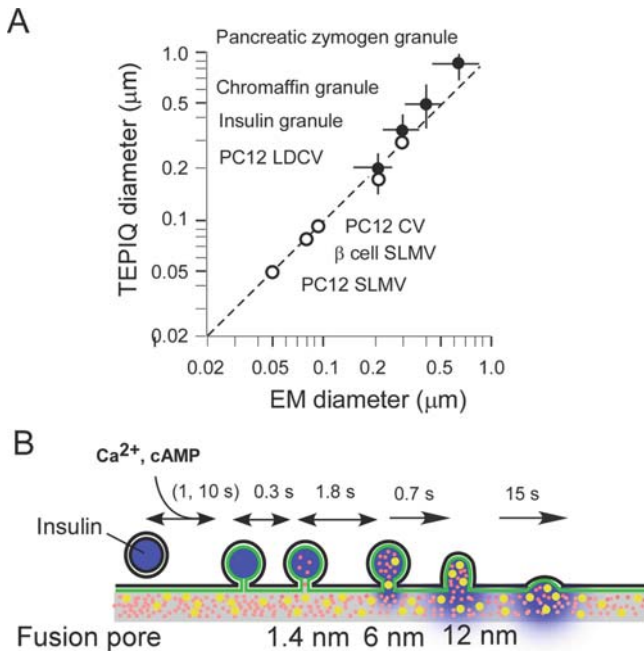 A
Pancreatic zymogen granule
Chromaffin granule
Insulin granule
PC12 LDCV
PC12 CV
β cell SLMV
PC12 SLMV
TEPIQ diameter (μm)
1.0
0.5
0.2
0.1
0.05
0.02
0.02 0.05 0.1 0.2 0.5 1.0
EM diameter (μm)
B
Ca2+, cAMP
(1, 10 s) 0.3 s 1.8 s 0.7 s 15 s
Insulin
Fusion pore 1.4 nm 6 nm 12 nm